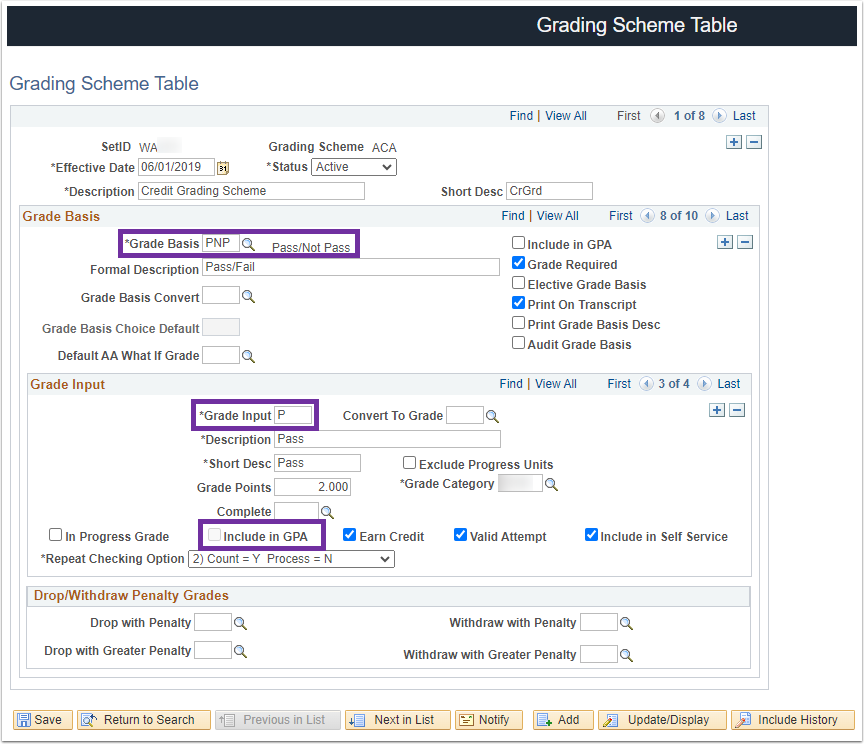 Grading Scheme Table
Grading Scheme Table
Find | View All First 1 of 8 Last
SetID WA Grading Scheme ACA
*Effective Date 06/01/2019 31 *Status Active
*Description Credit Grading Scheme Short Desc CrGrd
Grade Basis Find | View All First 8 of 10 Last
*Grade Basis PNP Pass/Not Pass Include in GPA
Formal Description Pass/Fail Grade Required
Elective Grade Basis
Grade Basis Convert Print On Transcript
Grade Basis Choice Default Print Grade Basis Desc
Default AA What If Grade Audit Grade Basis
Grade Input Find | View All First 3 of 4 Last
*Grade Input P Convert To Grade
*Description Pass
*Short Desc Pass Exclude Progress Units
Grade Points 2.000 *Grade Category
Complete
In Progress Grade Include in GPA Earn Credit Valid Attempt Include in Self Service
*Repeat Checking Option 2) Count = Y Process = N
Drop/Withdraw Penalty Grades
Drop with Penalty Withdraw with Penalty
Drop with Greater Penalty Withdraw with Greater Penalty
Save Return to Search Previous in List Next in List Notify Add Update/Display Include History